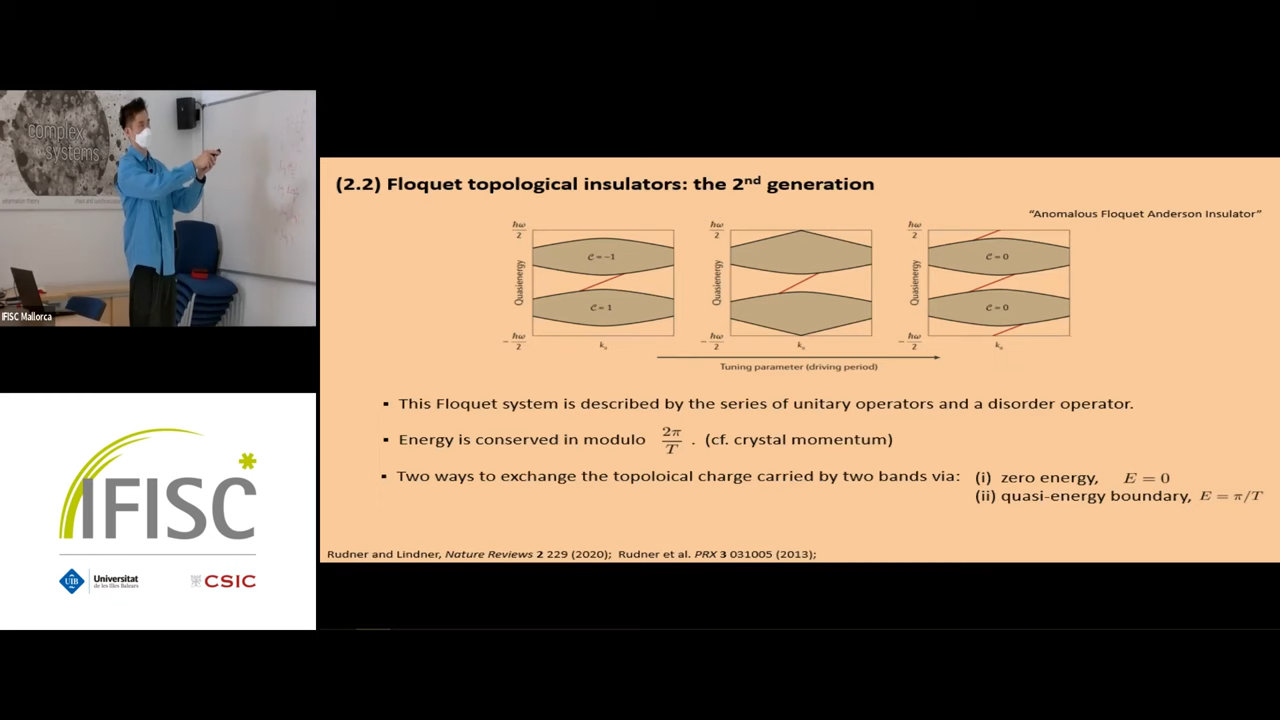 complex
systems
IFISC Mallorca
IFISC
Universitat
de les Illes Balears
UIB
CSIC
(2.2) Floquet topological insulators: the 2nd generation
“Anomalous Floquet Anderson Insulator”
ħω/2
Quasienergy
C = −1
C = 1
− ħω/2
kx
ħω/2
Quasienergy
− ħω/2
kx
ħω/2
Quasienergy
C = 0
C = 0
− ħω/2
kx
Tuning parameter (driving period)
▪ This Floquet system is described by the series of unitary operators and a disorder operator.
▪ Energy is conserved in modulo 2π/T . (cf. crystal momentum)
▪ Two ways to exchange the topoloical charge carried by two bands via: (i) zero energy, E = 0
(ii) quasi-energy boundary, E = π/T
Rudner and Lindner, Nature Reviews 2 229 (2020); Rudner et al. PRX 3 031005 (2013);